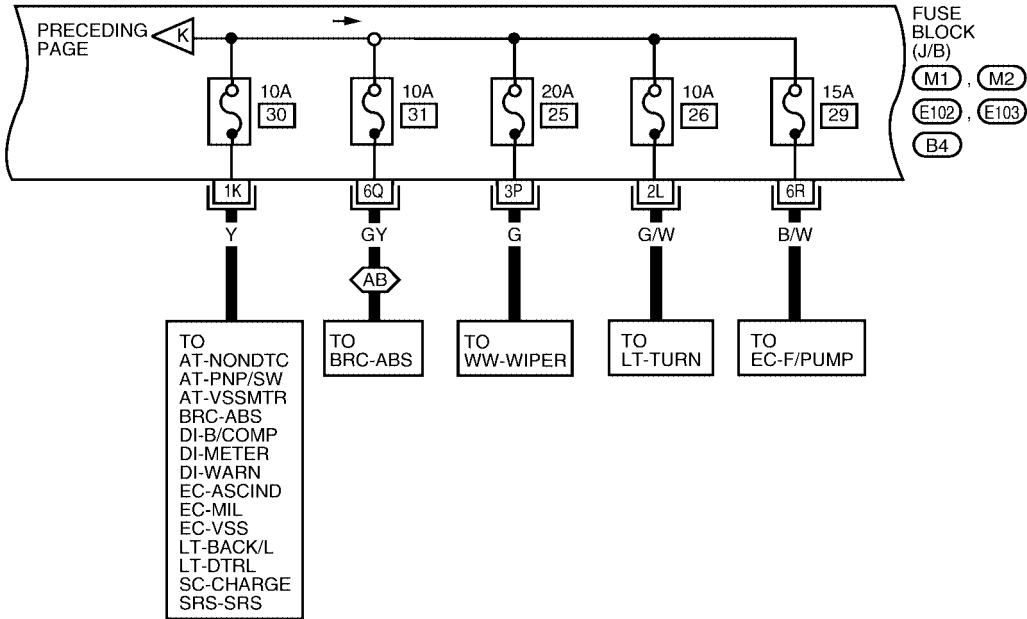 PRECEDING
PAGE
K
FUSE
BLOCK
(J/B)
M1 , M2
E102 , E103
B4
10A
30
10A
31
20A
25
10A
26
15A
29
1K
6Q
3P
2L
6R
Y
GY
G
G/W
B/W
AB
TO
AT-NONDTC
AT-PNP/SW
AT-VSSMTR
BRC-ABS
DI-B/COMP
DI-METER
DI-WARN
EC-ASCIND
EC-MIL
EC-VSS
LT-BACK/L
LT-DTRL
SC-CHARGE
SRS-SRS
TO
BRC-ABS
TO
WW-WIPER
TO
LT-TURN
TO
EC-F/PUMP